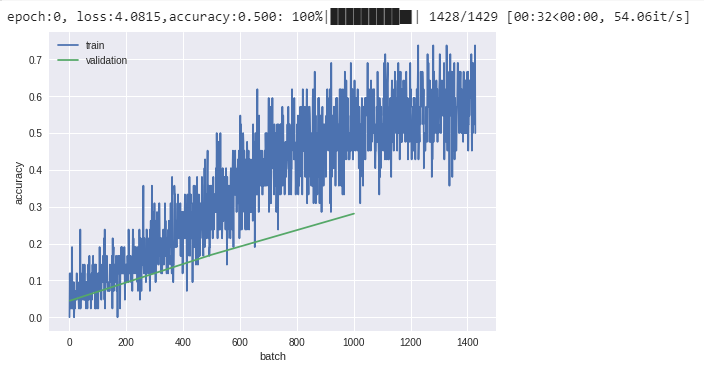 epoch:0, loss:4.0815,accuracy:0.500: 100%|█████████▉| 1428/1429 [00:32<00:00, 54.06it/s]
train
validation
0.7
0.6
0.5
0.4
0.3
0.2
0.1
0.0
accuracy
0 200 400 600 800 1000 1200 1400
batch